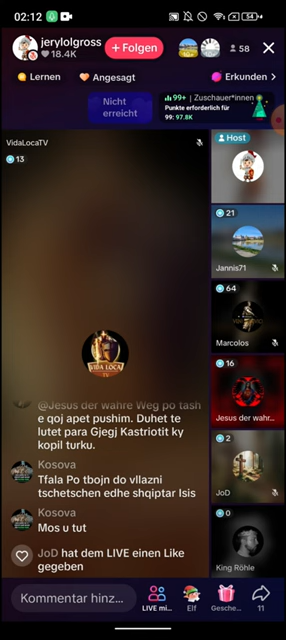 02:12
54
jerylolgross
18.4K
+ Folgen
58
Lernen
Angesagt
Erkunden
Nicht
erreicht
99+ | Zuschauer*innen
Punkte erforderlich für
99: 97.8K
VidaLocaTV
13
Host
21
Jannis71
64
Marcolos
VIDA LOCA
TV
16
Jesus der wahr...
@Jesus der wahre Weg po tash
e qoj apet pushim. Duhet te
lutet para Gjegj Kastriotit ky
kopil turku.
Kosova
Tfala Po tbojn do vllazni
tschetschen edhe shqiptar Isis
2
JoD
Kosova
Mos u tut
0
JoD hat dem LIVE einen Like
gegeben
King Röhle
Kommentar hinz...
LIVE mi...
Elf
Gesche...
11